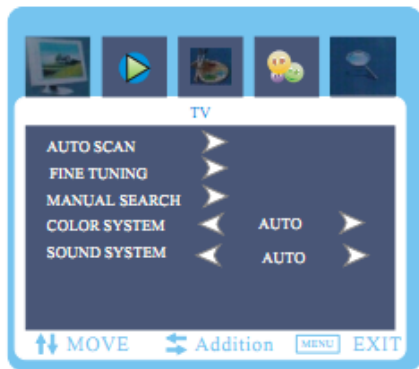 TV
AUTO SCAN
FINE TUNING
MANUAL SEARCH
COLOR SYSTEM AUTO
SOUND SYSTEM AUTO
MOVE Addition MENU EXIT